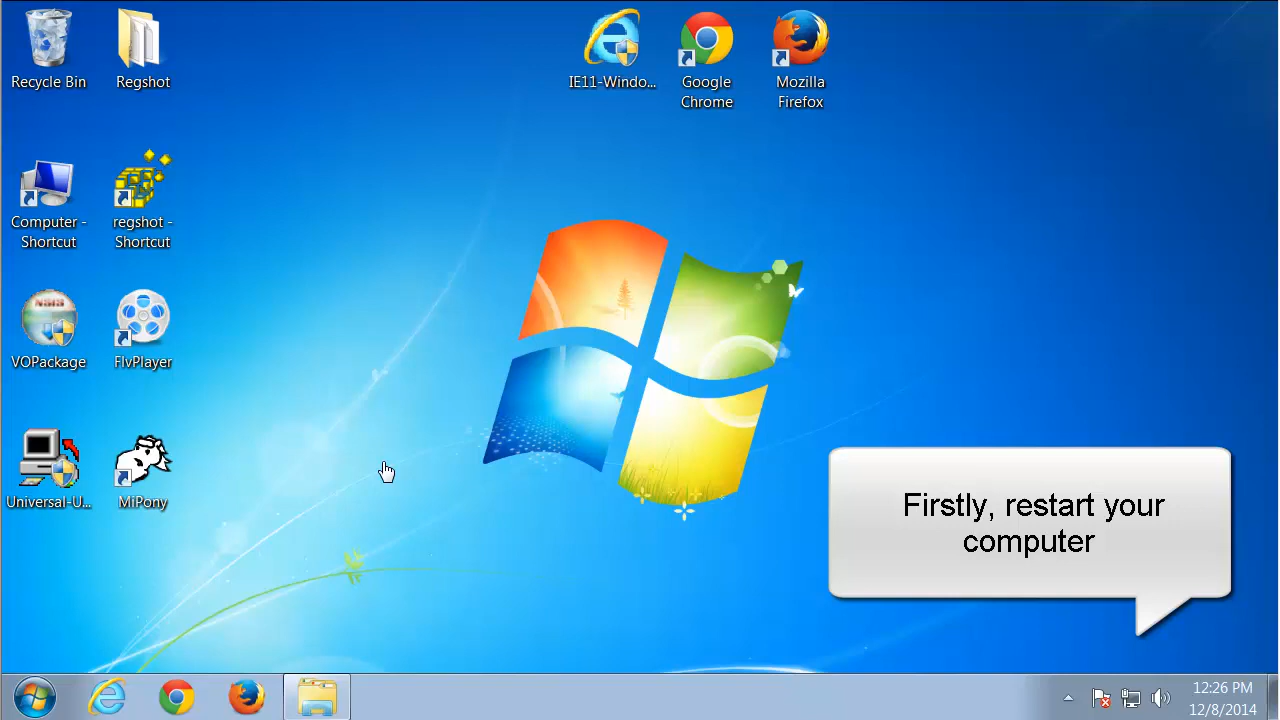 Recycle Bin
Regshot
IE11-Windo...
Google
Chrome
Mozilla
Firefox
Computer -
Shortcut
regshot -
Shortcut
NSIS
VOPackage
FlvPlayer
Universal-U...
MiPony
Firstly, restart your
computer
12:26 PM
12/8/2014